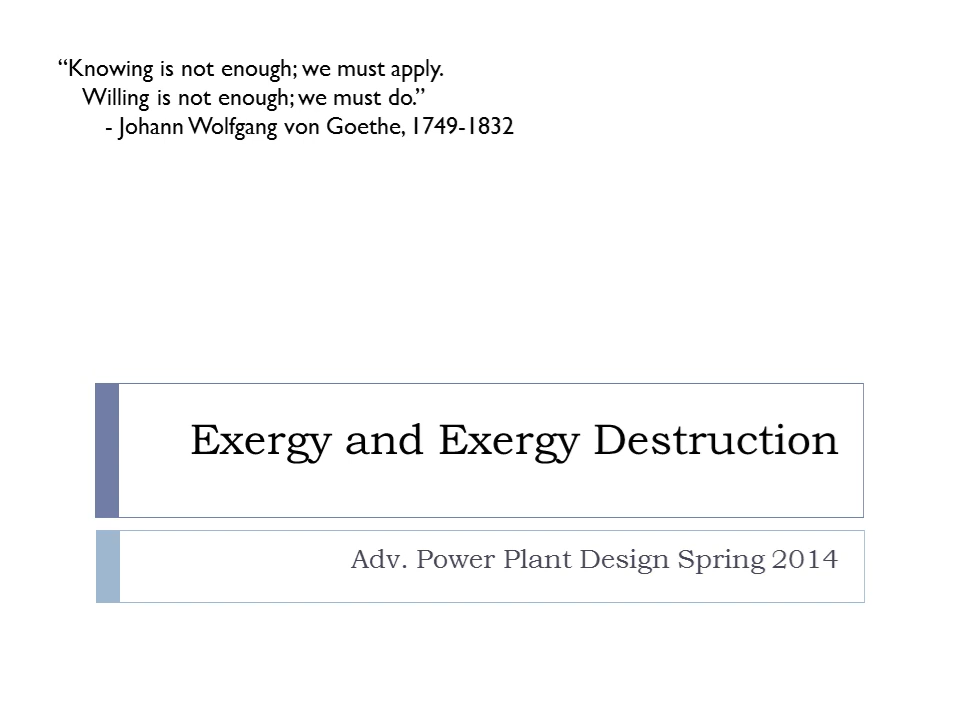 “Knowing is not enough; we must apply.
Willing is not enough; we must do.”
- Johann Wolfgang von Goethe, 1749-1832
Exergy and Exergy Destruction
Adv. Power Plant Design Spring 2014